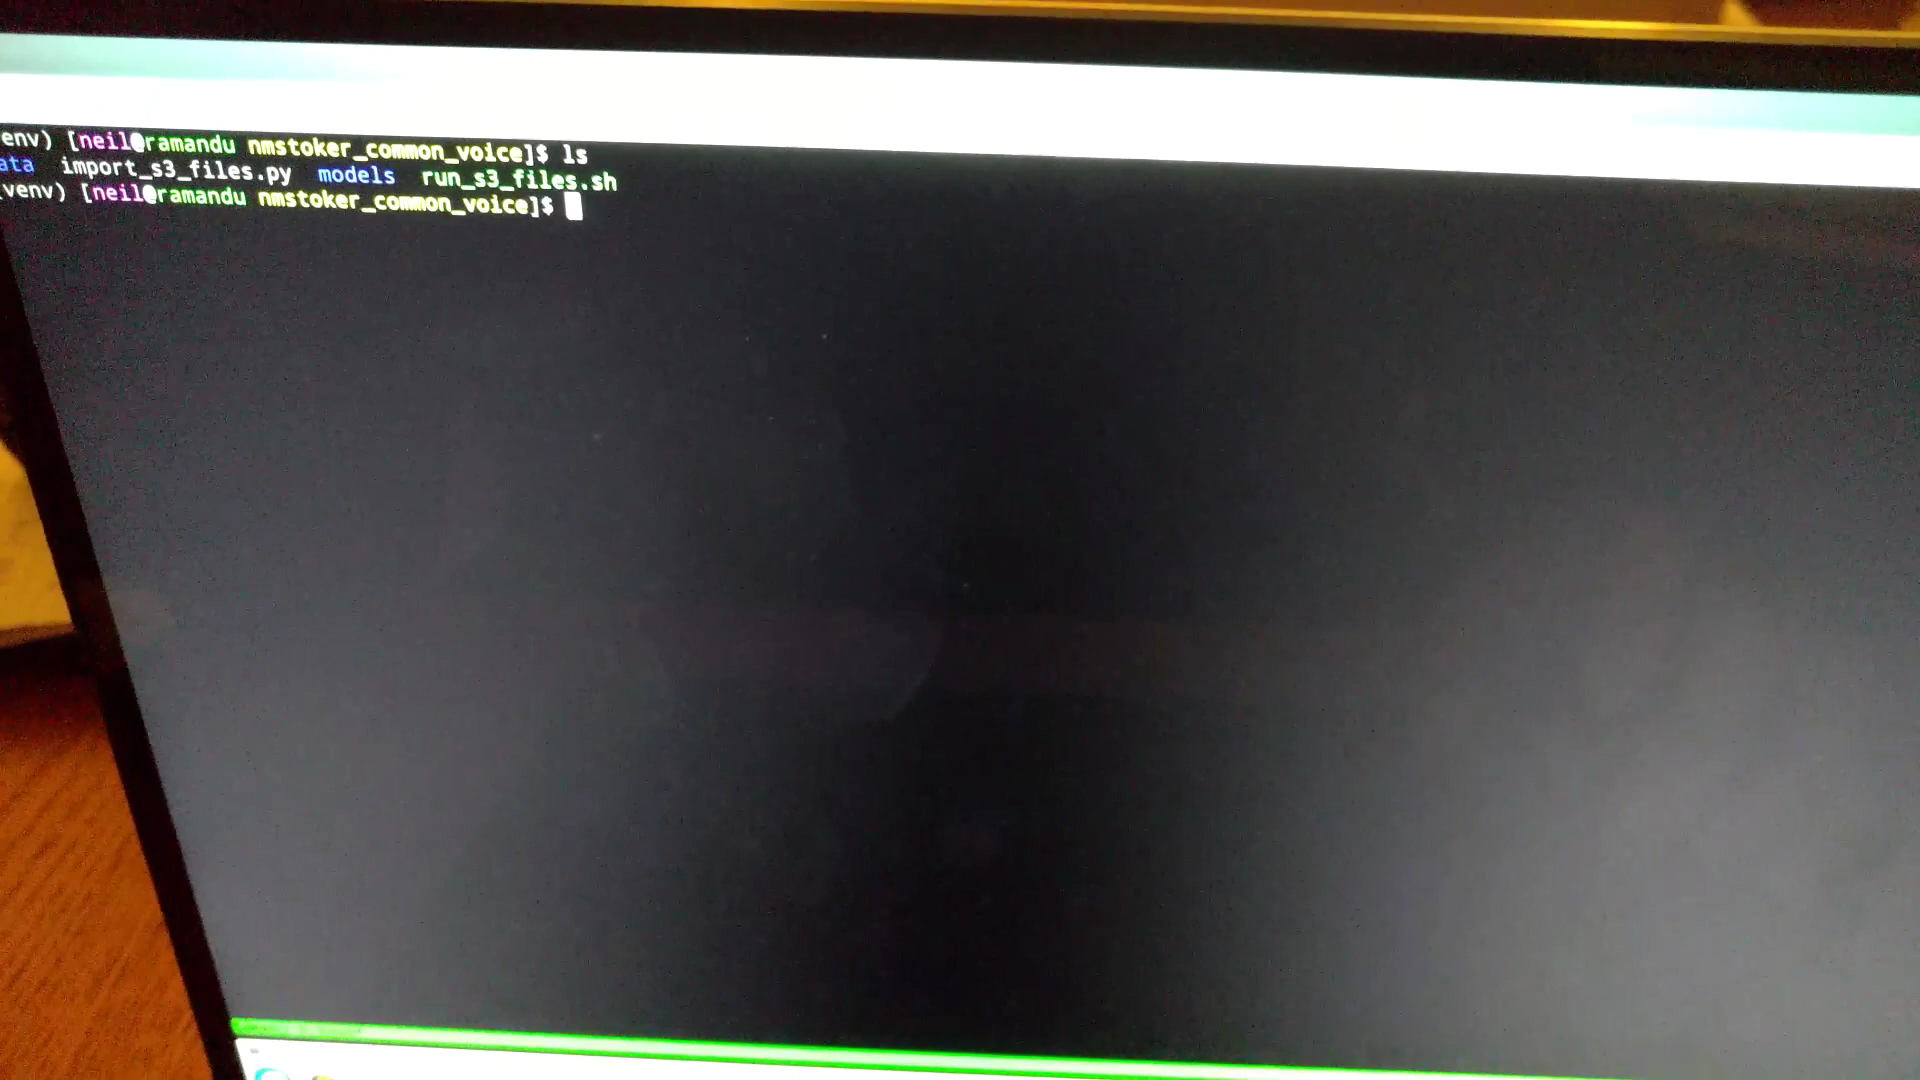 env) [neil@ramandu nmstoker_common_voice]$ ls
ata import_s3_files.py models run_s3_files.sh
(venv) [neil@ramandu nmstoker_common_voice]$